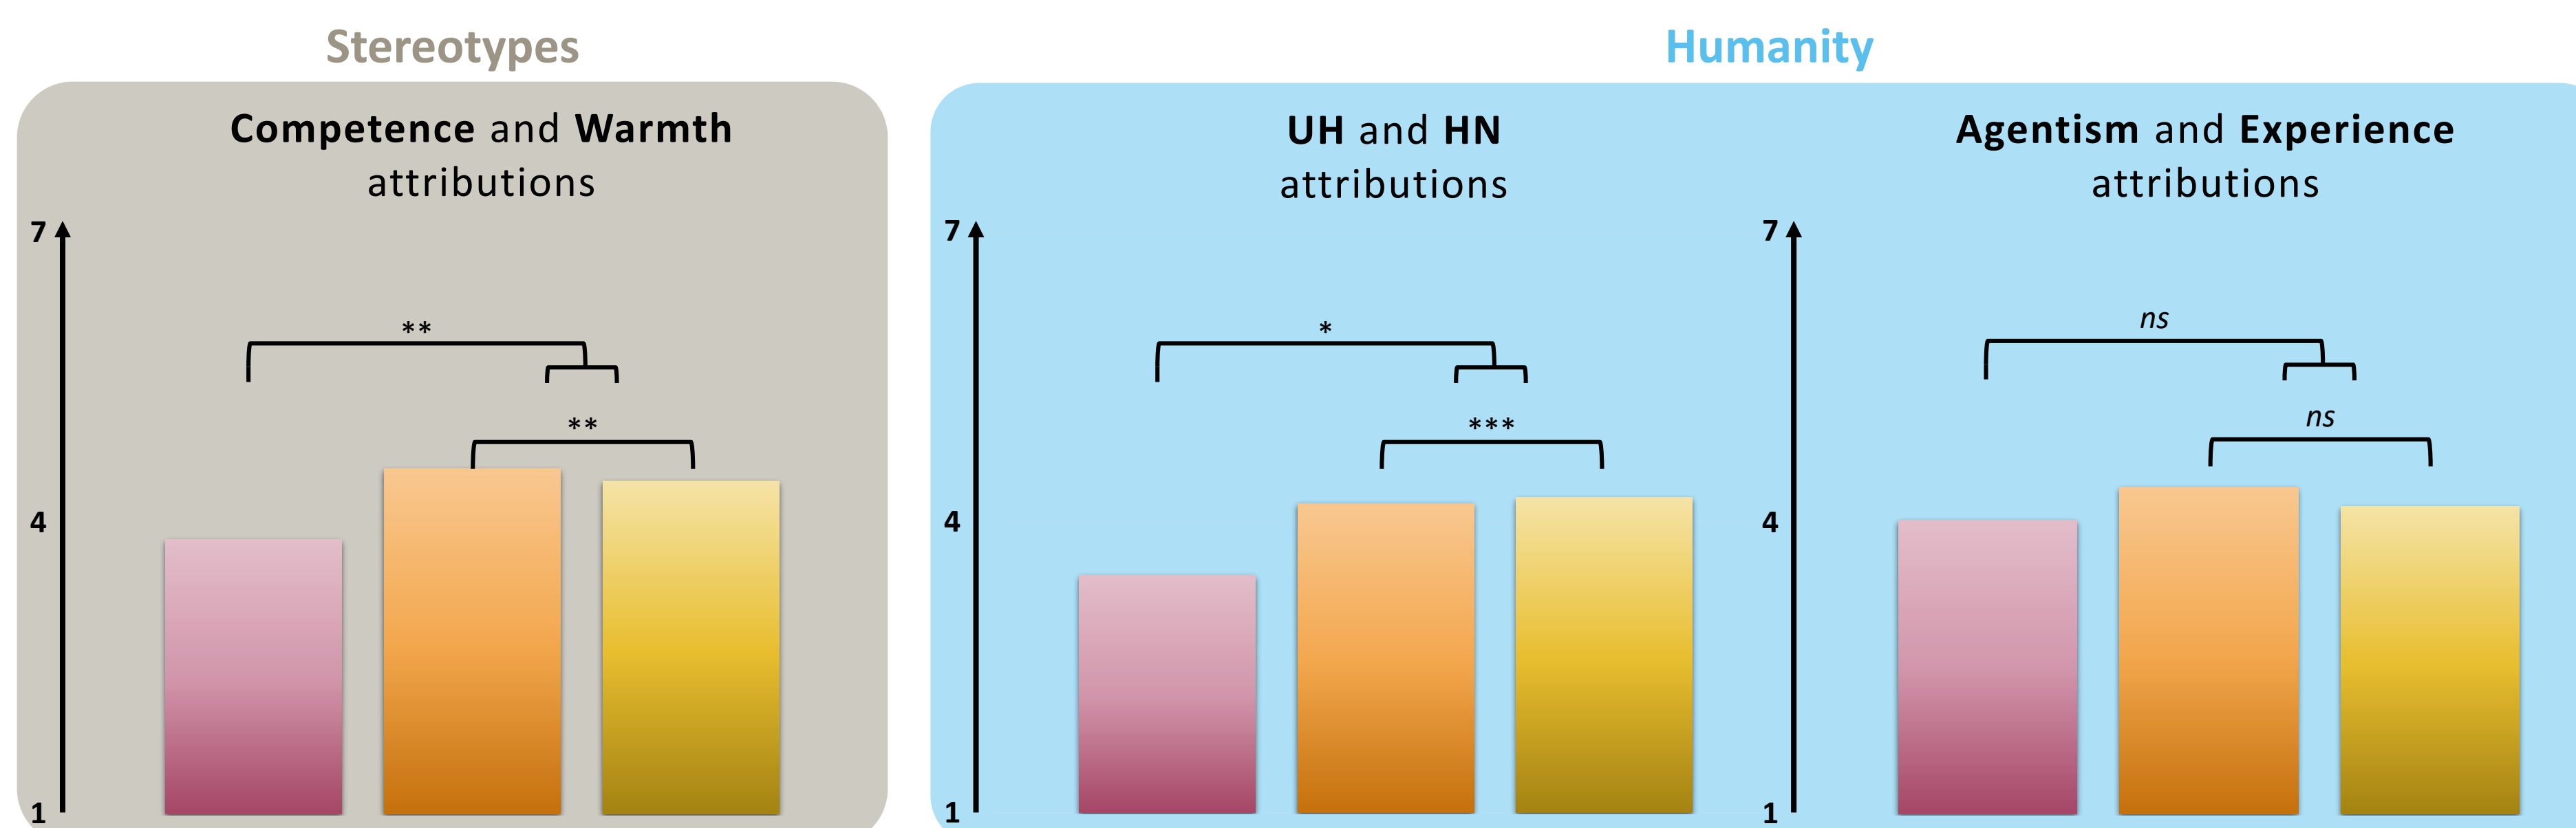 Stereotypes
Humanity
Competence and Warmth
attributions
7
**
**
4
1
UH and HN
attributions
7
*
***
4
1
Agentism and Experience
attributions
7
ns
ns
4
1